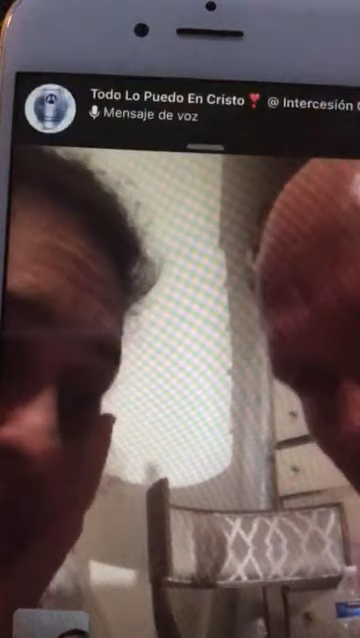 Todo Lo Puedo En Cristo❣️ @ Intercesión
Mensaje de voz